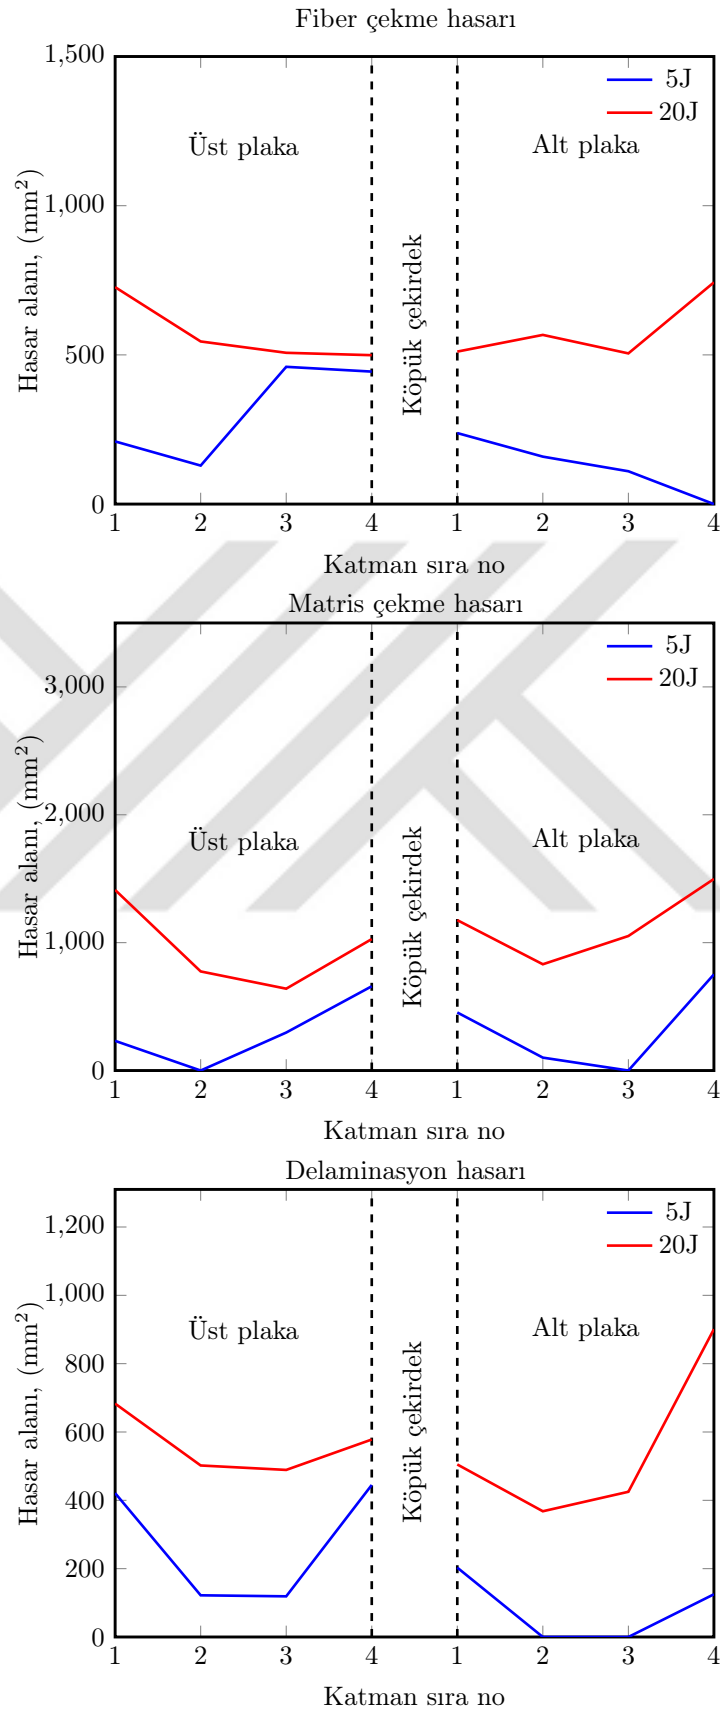 Fiber çekme hasarı
1,500
1,000
500
0
Hasar alanı, (mm²)
5J
20J
Üst plaka
Alt plaka
Köpük çekirdek
1 2 3 4 1 2 3 4
Katman sıra no
Matris çekme hasarı
3,000
2,000
1,000
0
Hasar alanı, (mm²)
5J
20J
Üst plaka
Alt plaka
Köpük çekirdek
1 2 3 4 1 2 3 4
Katman sıra no
Delaminasyon hasarı
1,200
1,000
800
600
400
200
0
Hasar alanı, (mm²)
5J
20J
Üst plaka
Alt plaka
Köpük çekirdek
1 2 3 4 1 2 3 4
Katman sıra no